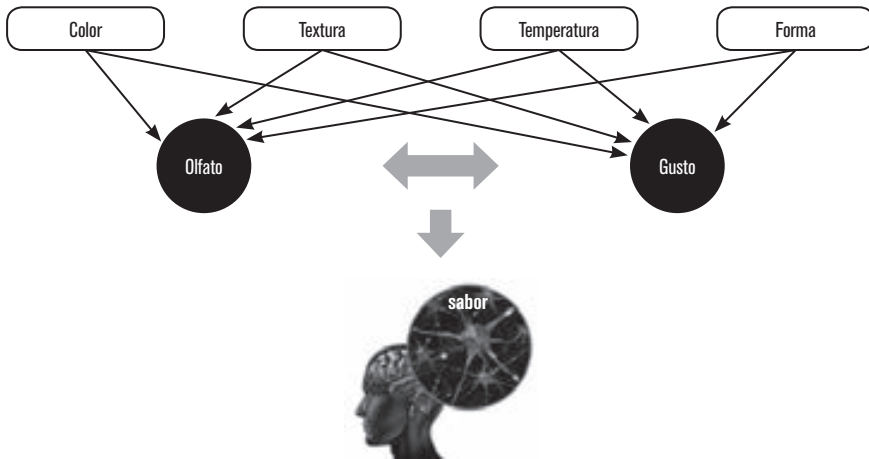 Color
Textura
Temperatura
Forma
Olfato
Gusto
sabor